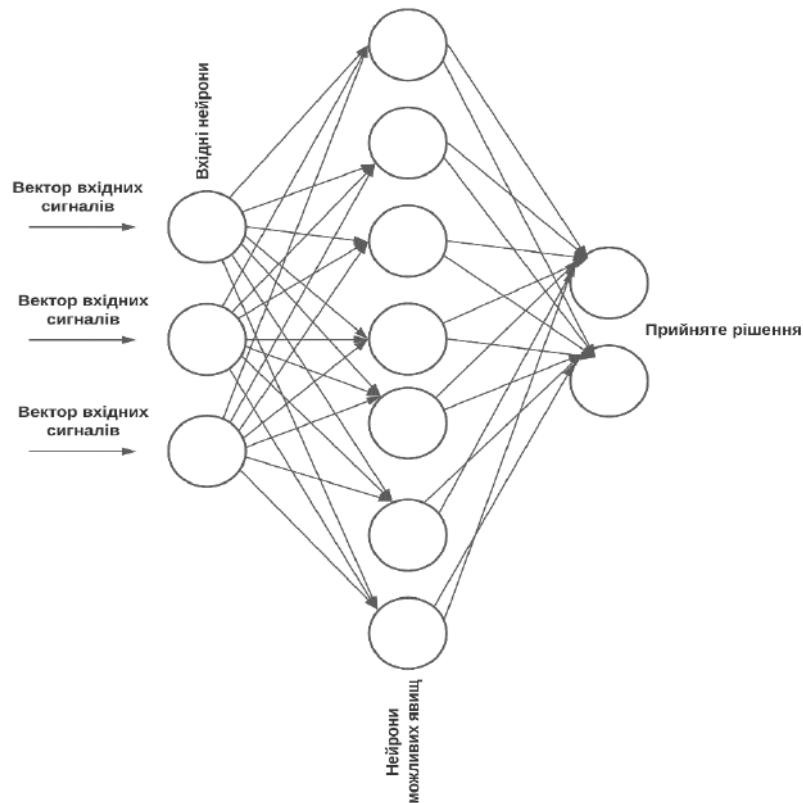 Вхідні нейрони
Вектор вхідних
сигналів
Вектор вхідних
сигналів
Вектор вхідних
сигналів
Прийняте рішення
Нейрони
можливих явищ